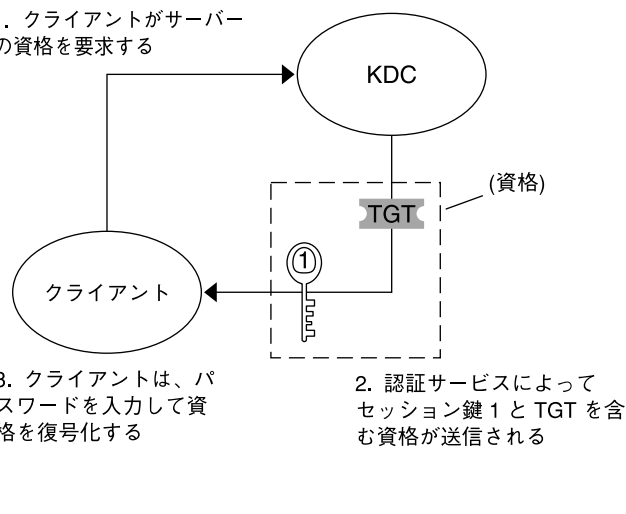 . クライアントがサーバー
の資格を要求する
KDC
(資格)
TGT
1
クライアント
3. クライアントは、パ
スワードを入力して資
格を復号化する
2. 認証サービスによって
セッション鍵 1 と TGT を含
む資格が送信される